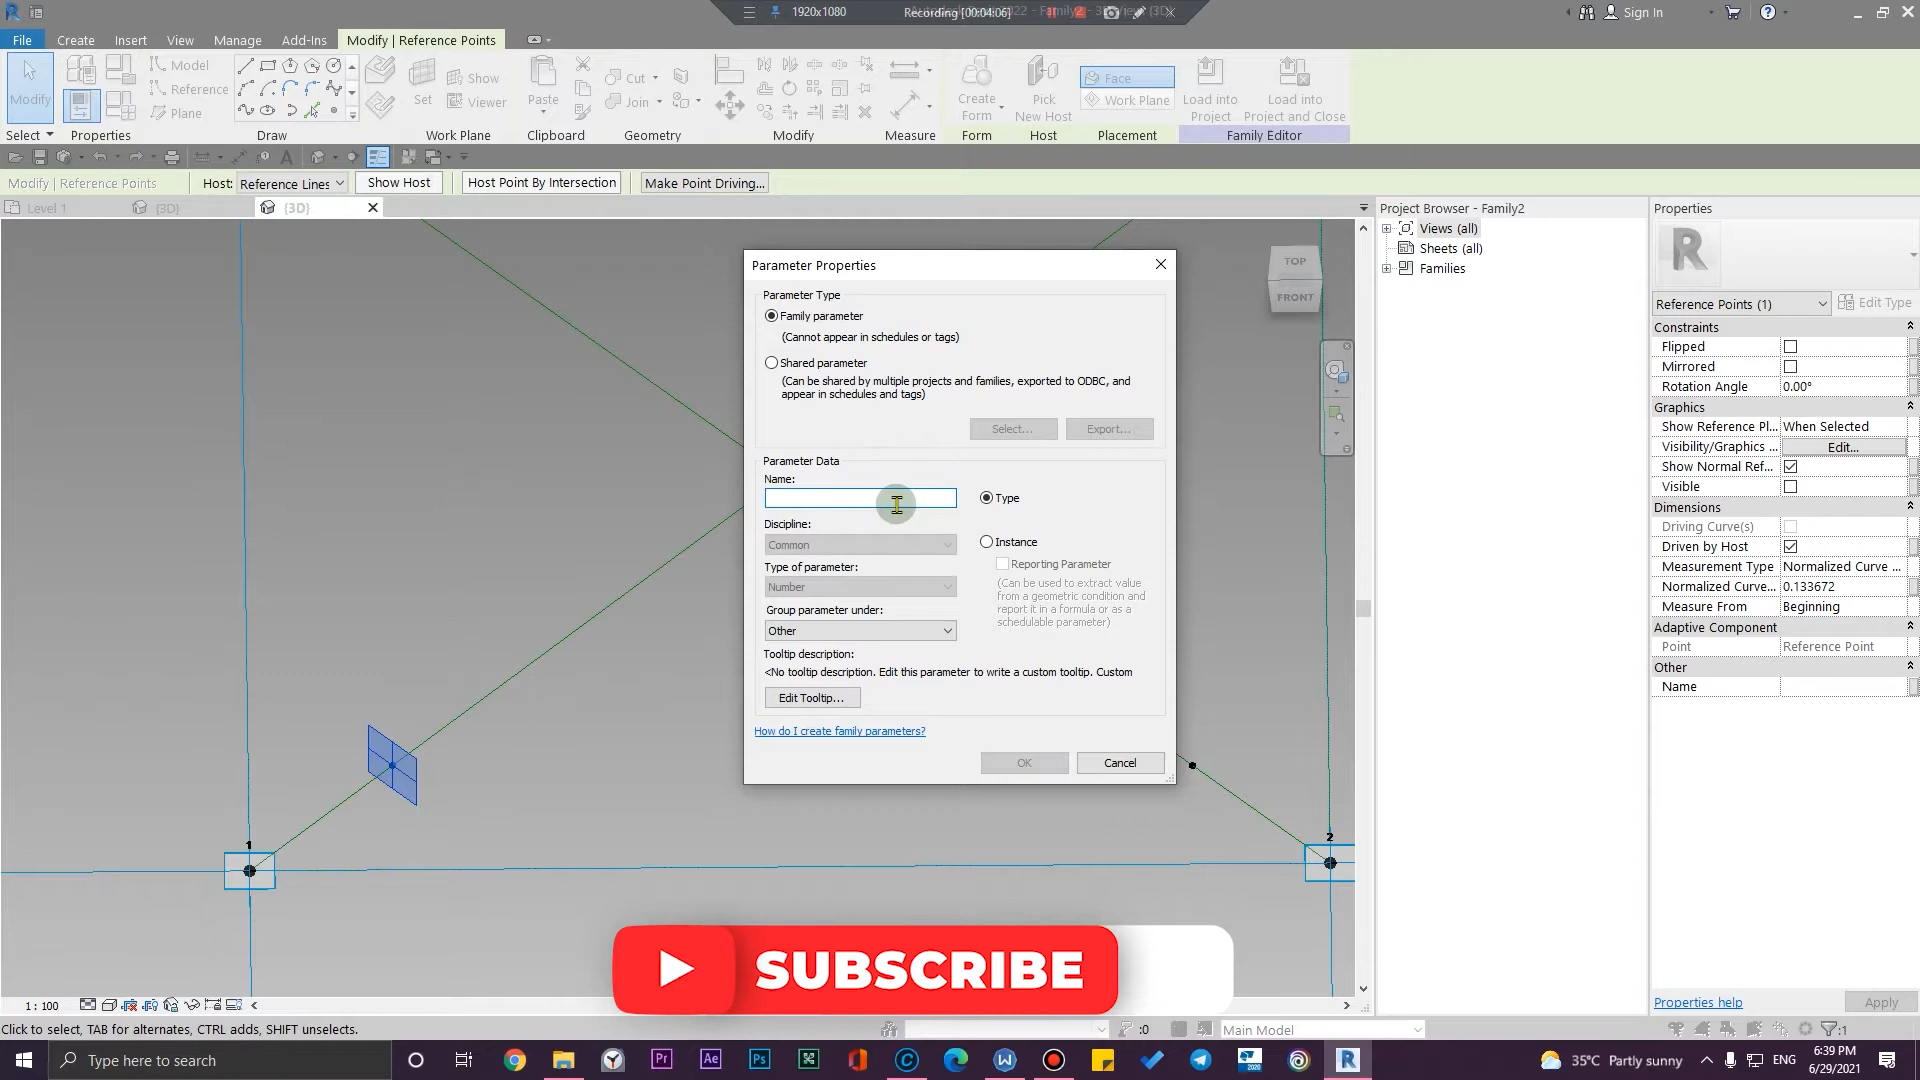 1920x1080
Recording [00:04:06]
Sign In
File
Create
Insert
View
Manage
Add-Ins
Modify | Reference Points
Modify
Model
Reference
Plane
Set
Show
Viewer
Paste
Cut
Join
Create
Form
Pick
New Host
Face
Work Plane
Load into
Project
Load into
Project and Close
Select
Properties
Draw
Work Plane
Clipboard
Geometry
Modify
Measure
Form
Host
Placement
Family Editor
Modify | Reference Points
Host:
Reference Lines
Show Host
Host Point By Intersection
Make Point Driving...
Level 1
{3D}
{3D}
TOP
FRONT
1
2
Parameter Properties
Parameter Type
Family parameter
(Cannot appear in schedules or tags)
Shared parameter
(Can be shared by multiple projects and families, exported to ODBC, and
appear in schedules and tags)
Select...
Export...
Parameter Data
Name:
Type
Discipline:
Common
Instance
Reporting Parameter
Type of parameter:
Number
(Can be used to extract value
from a geometric condition and
report it in a formula or as a
schedulable parameter)
Group parameter under:
Other
Tooltip description:
<No tooltip description. Edit this parameter to write a custom tooltip. Custom
Edit Tooltip...
How do I create family parameters?
OK
Cancel
Project Browser - Family2
Views (all)
Sheets (all)
Families
Properties
Reference Points (1)
Edit Type
Constraints
Flipped
Mirrored
Rotation Angle 0.00°
Graphics
Show Reference Pl... When Selected
Visibility/Graphics ... Edit...
Show Normal Ref...
Visible
Dimensions
Driving Curve(s)
Driven by Host
Measurement Type Normalized Curve ...
Normalized Curve... 0.133672
Measure From Beginning
Adaptive Component
Point Reference Point
Other
Name
Properties help
Apply
SUBSCRIBE
1 : 100
Click to select, TAB for alternates, CTRL adds, SHIFT unselects.
:0
Main Model
:1
Type here to search
35°C Partly sunny
ENG
6:39 PM
6/29/2021